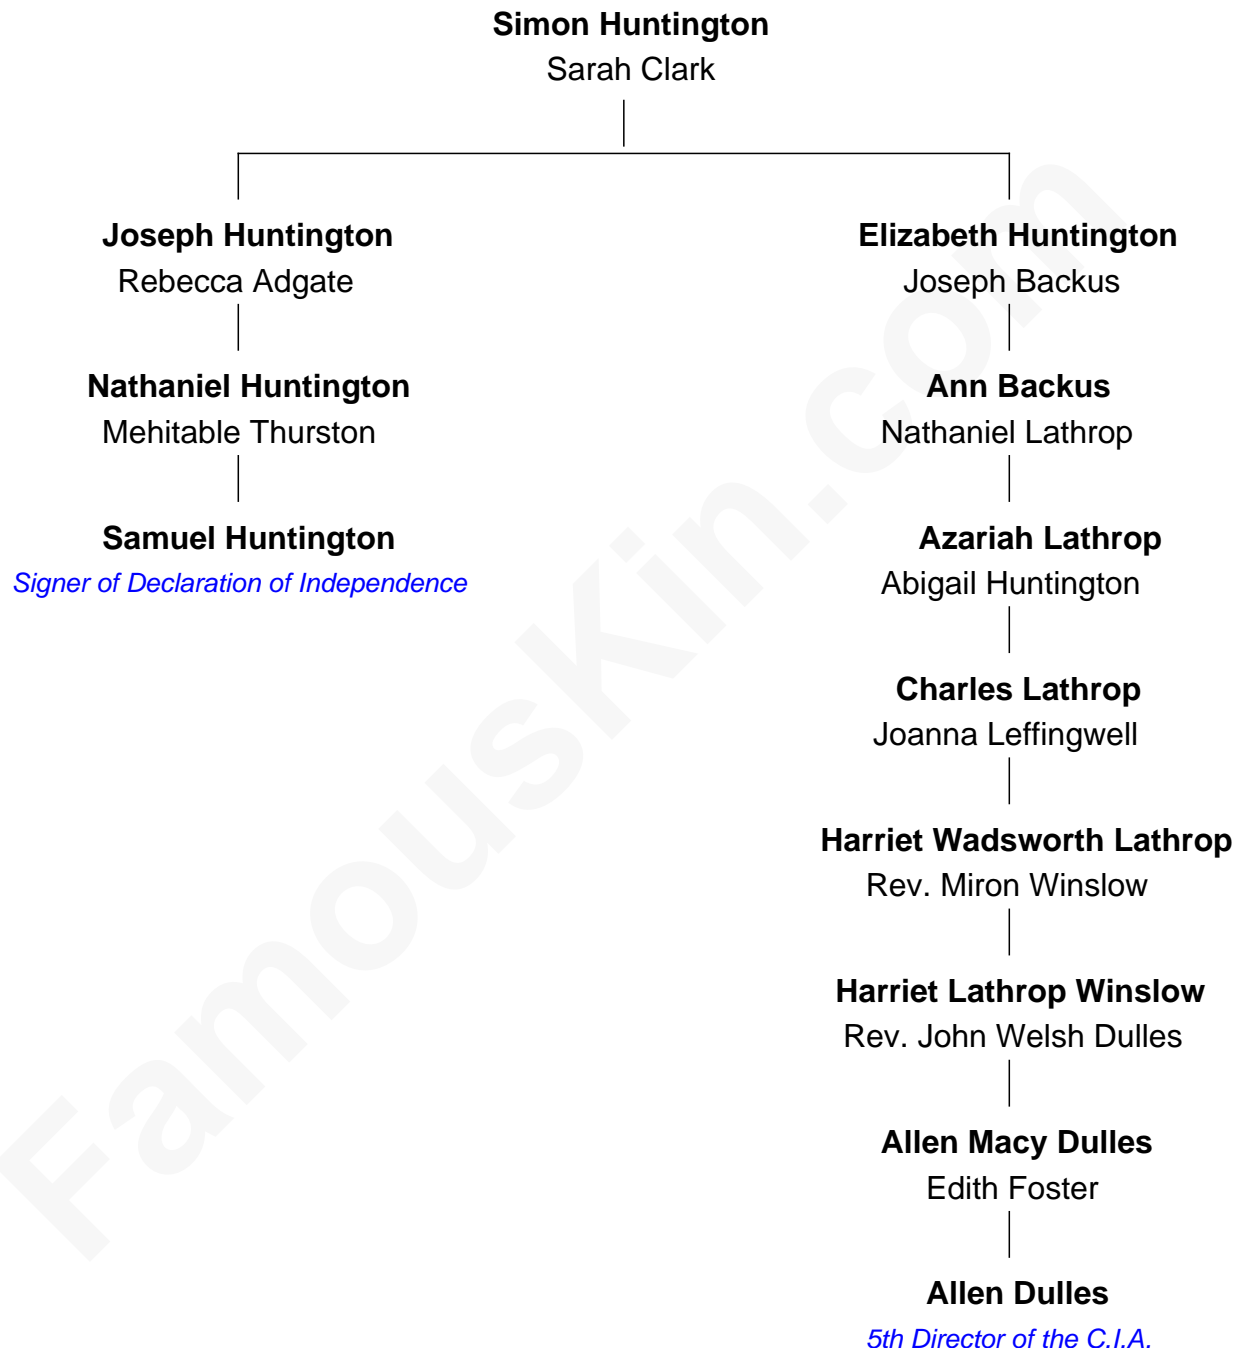 Simon Huntington
Sarah Clark
Joseph Huntington
Rebecca Adgate
Nathaniel Huntington
Mehitable Thurston
Samuel Huntington
Signer of Declaration of Independence
Elizabeth Huntington
Joseph Backus
Ann Backus
Nathaniel Lathrop
Azariah Lathrop
Abigail Huntington
Charles Lathrop
Joanna Leffingwell
Harriet Wadsworth Lathrop
Rev. Miron Winslow
Harriet Lathrop Winslow
Rev. John Welsh Dulles
Allen Macy Dulles
Edith Foster
Allen Dulles
5th Director of the C.I.A.
FamousKin.com